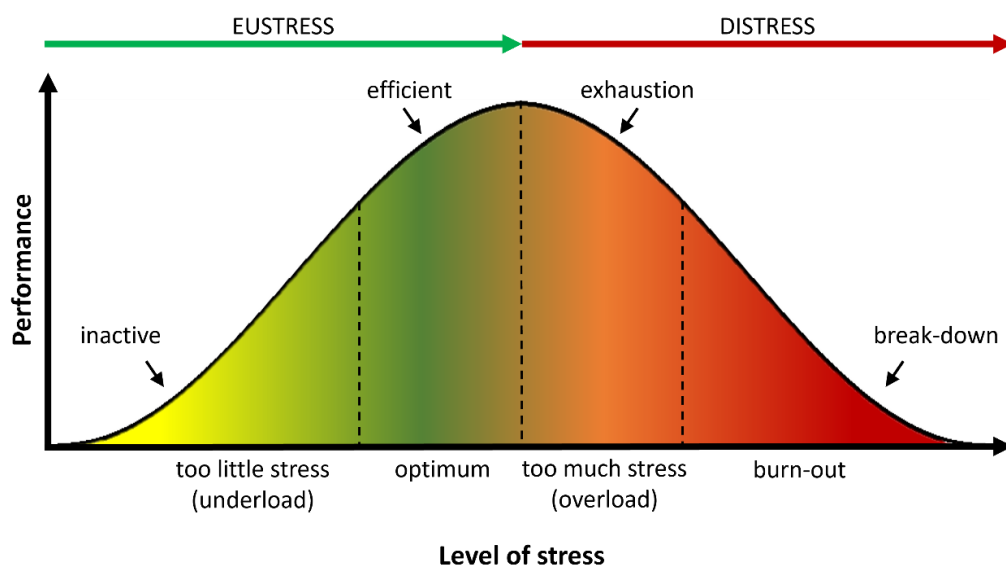 EUSTRESS
DISTRESS
efficient
exhaustion
Performance
inactive
break-down
too little stress
(underload)
optimum
too much stress
(overload)
burn-out
Level of stress